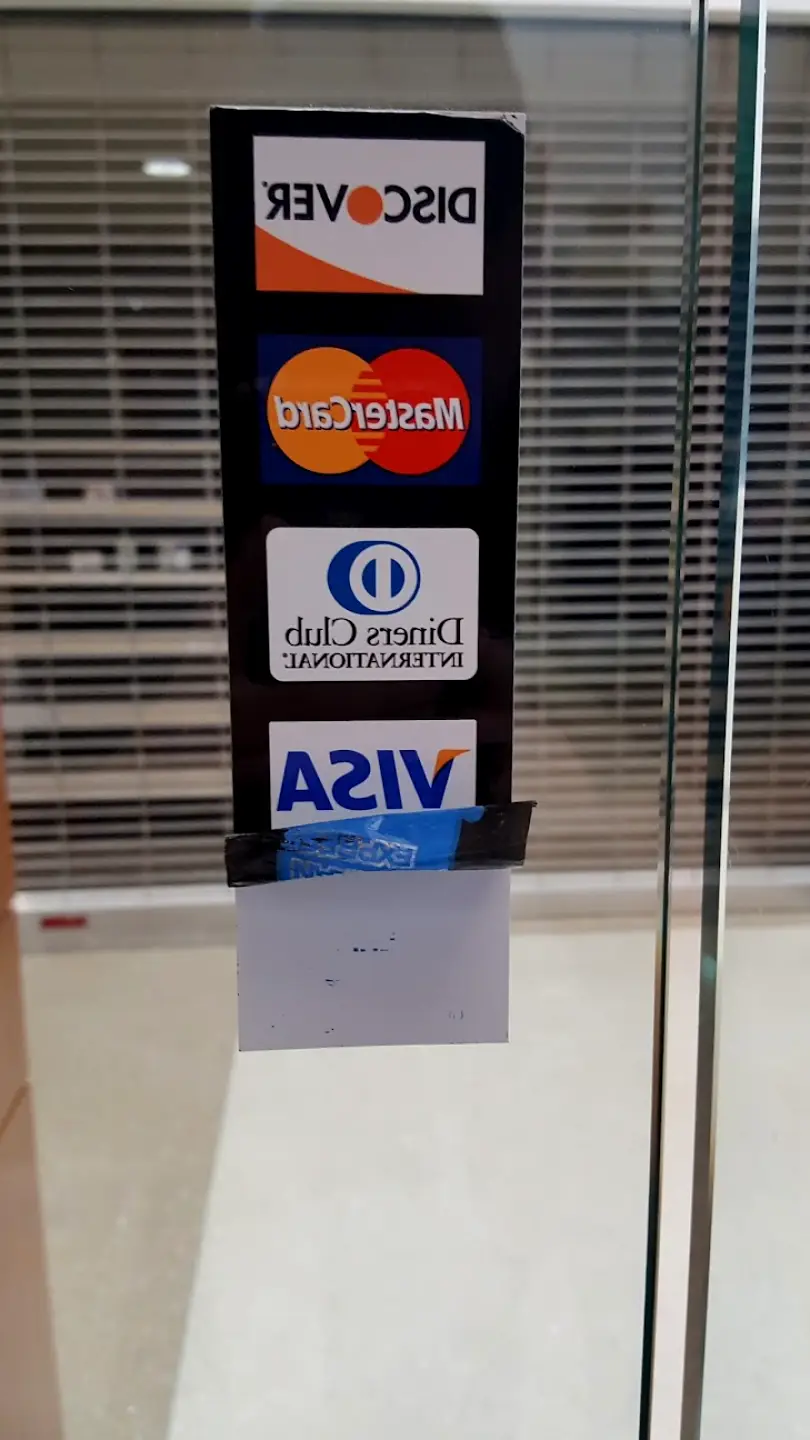 DISCOVER®
MasterCard
Diners Club
INTERNATIONAL®
VISA